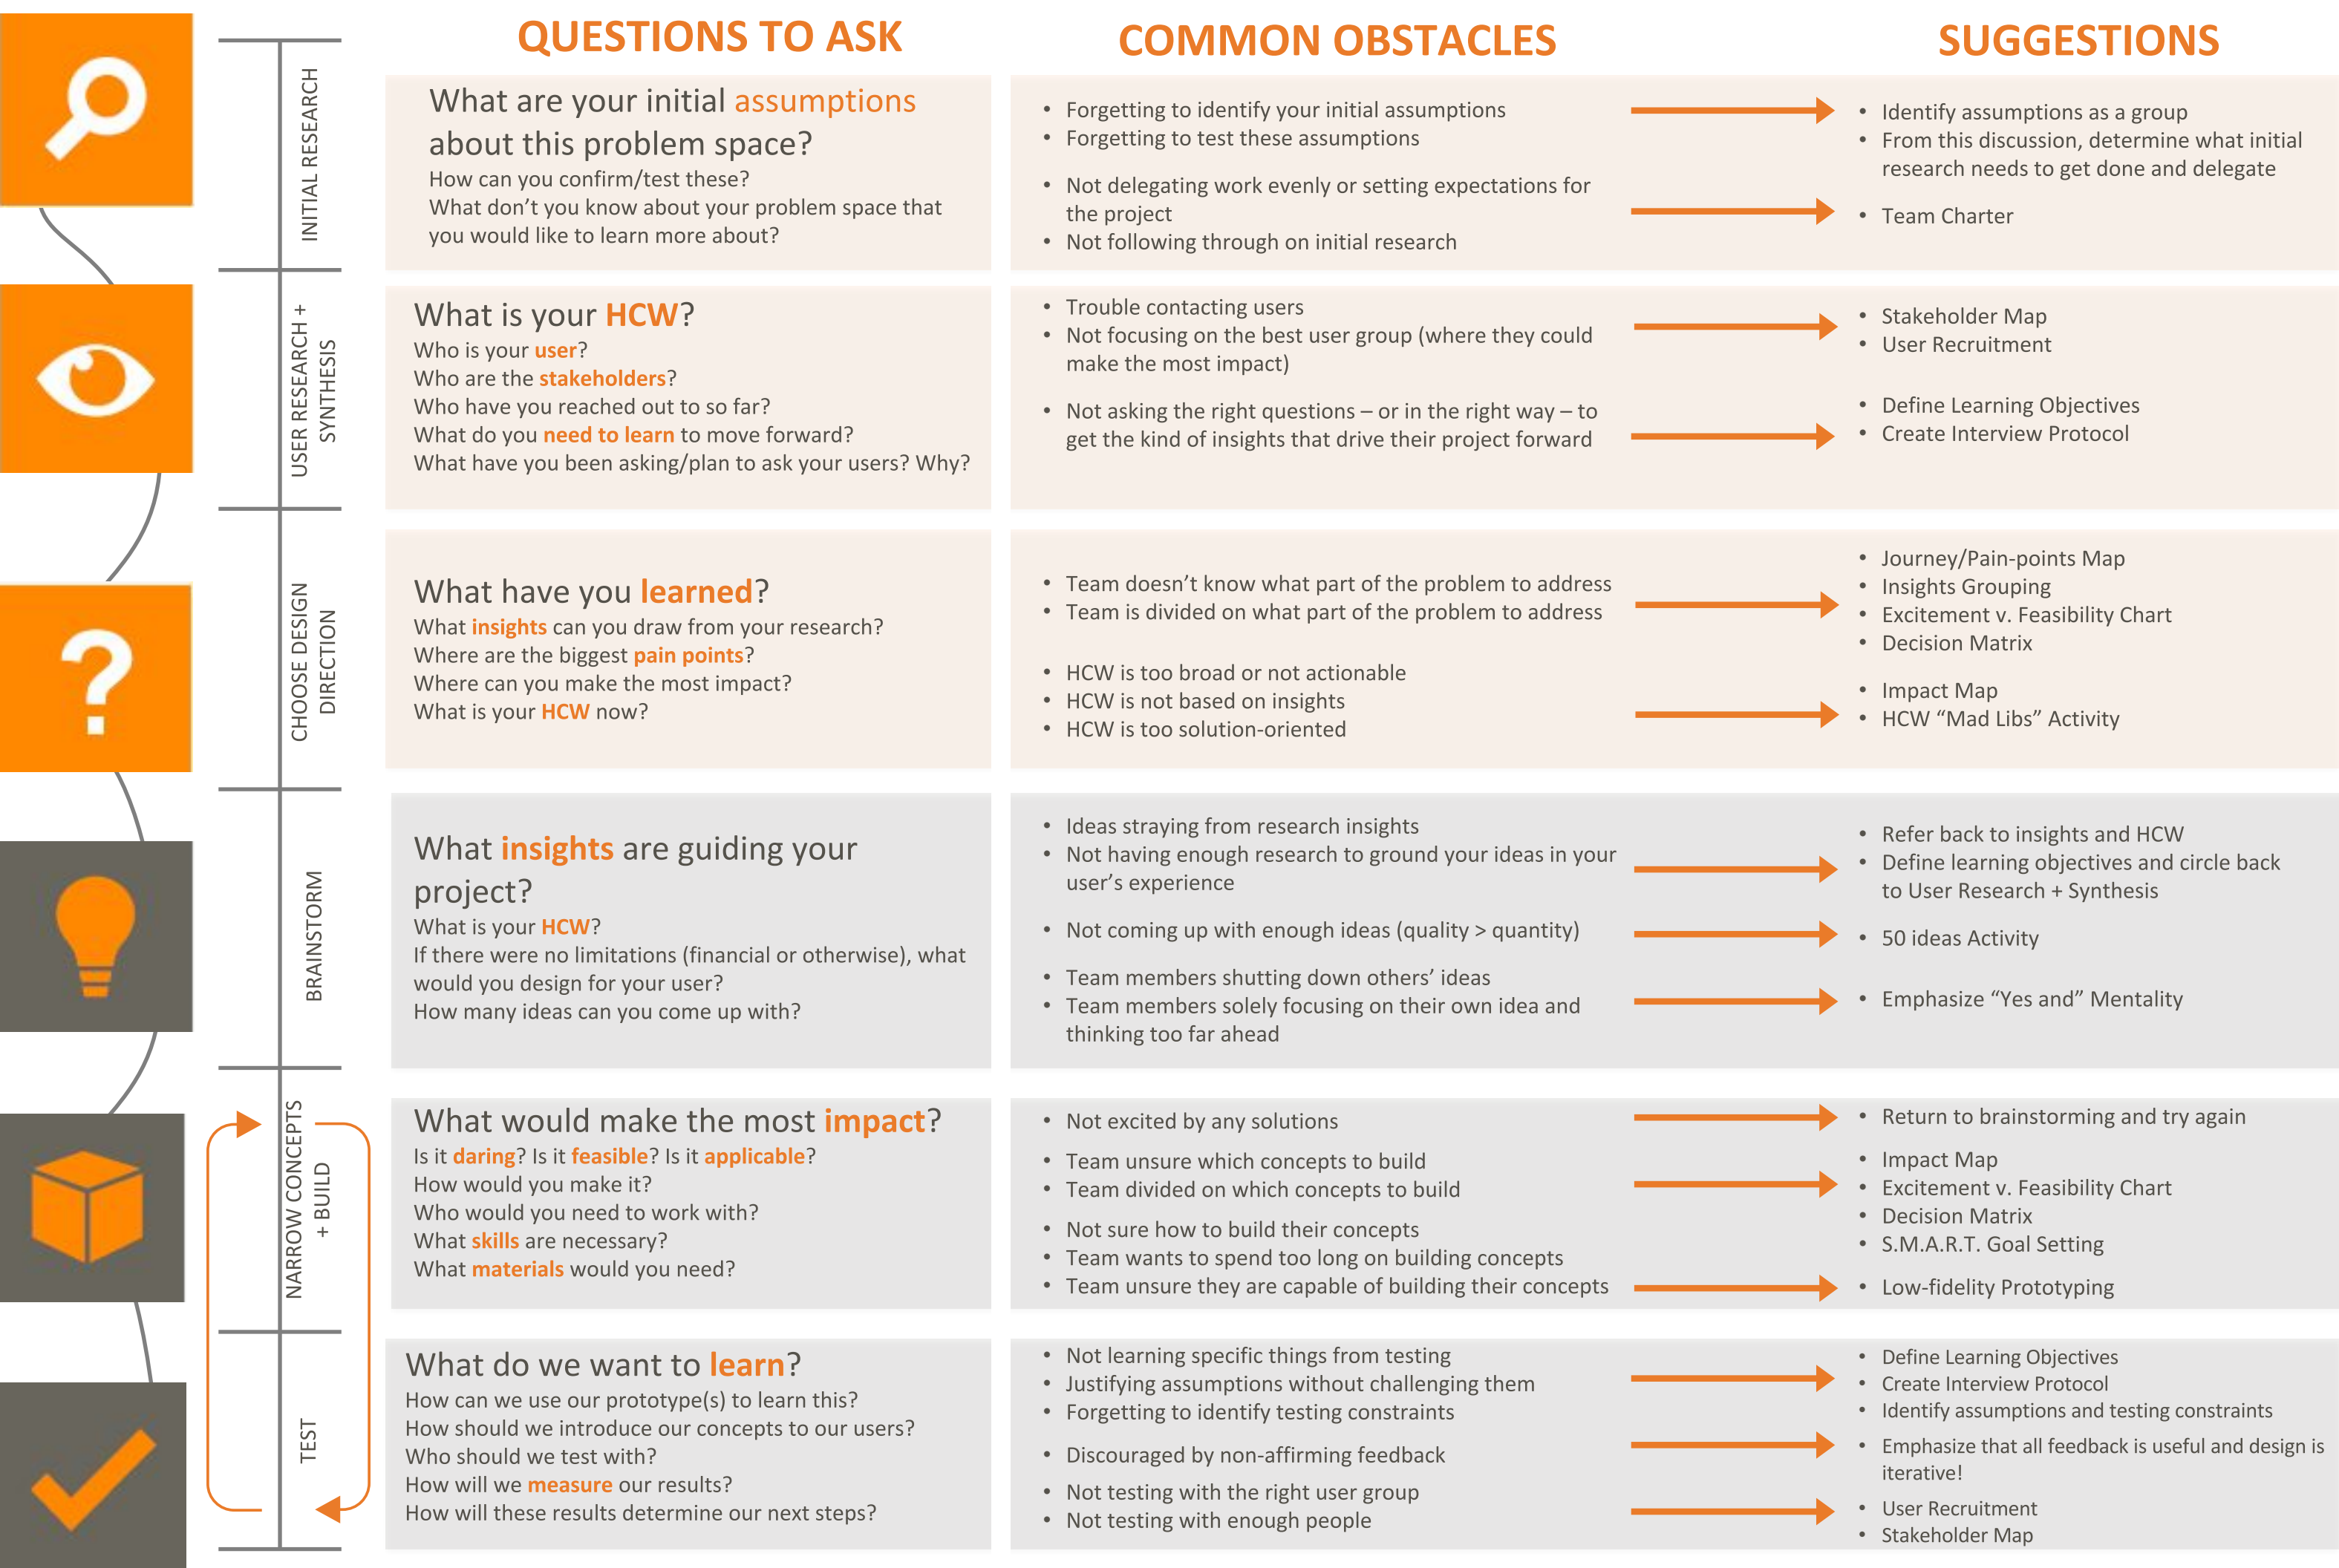 QUESTIONS TO ASK
COMMON OBSTACLES
SUGGESTIONS
INITIAL RESEARCH
What are your initial assumptions
about this problem space?
How can you confirm/test these?
What don’t you know about your problem space that
you would like to learn more about?
• Forgetting to identify your initial assumptions
• Forgetting to test these assumptions
• Not delegating work evenly or setting expectations for
the project
• Not following through on initial research
• Identify assumptions as a group
• From this discussion, determine what initial
research needs to get done and delegate
• Team Charter
USER RESEARCH +
SYNTHESIS
What is your HCW?
Who is your user?
Who are the stakeholders?
Who have you reached out to so far?
What do you need to learn to move forward?
What have you been asking/plan to ask your users? Why?
• Trouble contacting users
• Not focusing on the best user group (where they could
make the most impact)
• Not asking the right questions – or in the right way – to
get the kind of insights that drive their project forward
• Stakeholder Map
• User Recruitment
• Define Learning Objectives
• Create Interview Protocol
CHOOSE DESIGN
DIRECTION
What have you learned?
What insights can you draw from your research?
Where are the biggest pain points?
Where can you make the most impact?
What is your HCW now?
• Team doesn’t know what part of the problem to address
• Team is divided on what part of the problem to address
• HCW is too broad or not actionable
• HCW is not based on insights
• HCW is too solution-oriented
• Journey/Pain-points Map
• Insights Grouping
• Excitement v. Feasibility Chart
• Decision Matrix
• Impact Map
• HCW “Mad Libs” Activity
BRAINSTORM
What insights are guiding your
project?
What is your HCW?
If there were no limitations (financial or otherwise), what
would you design for your user?
How many ideas can you come up with?
• Ideas straying from research insights
• Not having enough research to ground your ideas in your
user’s experience
• Not coming up with enough ideas (quality > quantity)
• Team members shutting down others’ ideas
• Team members solely focusing on their own idea and
thinking too far ahead
• Refer back to insights and HCW
• Define learning objectives and circle back
to User Research + Synthesis
• 50 ideas Activity
• Emphasize “Yes and” Mentality
NARROW CONCEPTS
+ BUILD
What would make the most impact?
Is it daring? Is it feasible? Is it applicable?
How would you make it?
Who would you need to work with?
What skills are necessary?
What materials would you need?
• Not excited by any solutions
• Team unsure which concepts to build
• Team divided on which concepts to build
• Not sure how to build their concepts
• Team wants to spend too long on building concepts
• Team unsure they are capable of building their concepts
• Return to brainstorming and try again
• Impact Map
• Excitement v. Feasibility Chart
• Decision Matrix
• S.M.A.R.T. Goal Setting
• Low-fidelity Prototyping
TEST
What do we want to learn?
How can we use our prototype(s) to learn this?
How should we introduce our concepts to our users?
Who should we test with?
How will we measure our results?
How will these results determine our next steps?
• Not learning specific things from testing
• Justifying assumptions without challenging them
• Forgetting to identify testing constraints
• Discouraged by non-affirming feedback
• Not testing with the right user group
• Not testing with enough people
• Define Learning Objectives
• Create Interview Protocol
• Identify assumptions and testing constraints
• Emphasize that all feedback is useful and design is
iterative!
• User Recruitment
• Stakeholder Map